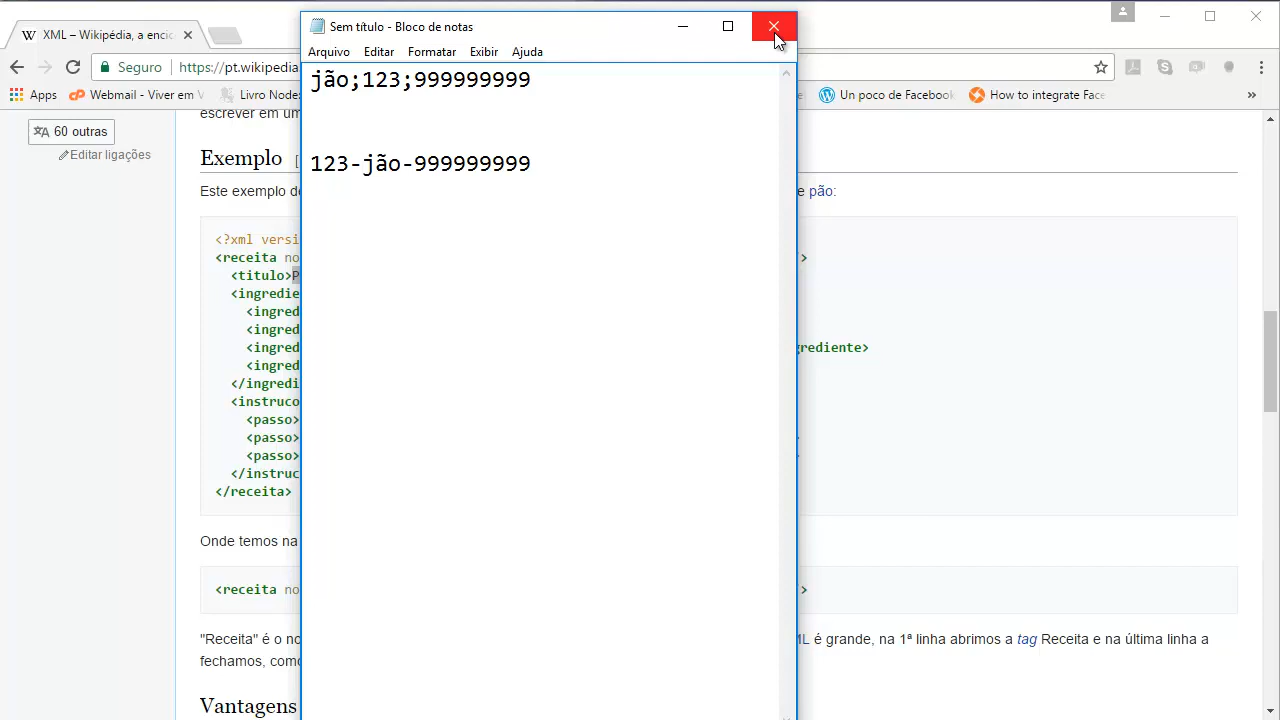 XML – Wikipédia, a enci
Sem título - Bloco de notas
Arquivo Editar Formatar Exibir Ajuda
Seguro https://pt.wikipedia
Apps Webmail - Viver em V Livro Node Un poco de Facebook How to integrate Face »
jão;123;999999999
123-jão-999999999
escrever em um
60 outras
Editar ligações
Exemplo [
Este exemplo de e pão:
<?xml versi
<receita no >
<titulo>P
<ingredie
<ingred
<ingred
<ingred rediente>
<ingred
</ingredi
<instruco
<passo>
<passo>
<passo>
</instruc
</receita>
Onde temos na
<receita no >
"Receita" é o no ML é grande, na 1ª linha abrimos a tag Receita e na última linha a
fechamos, como
Vantagens